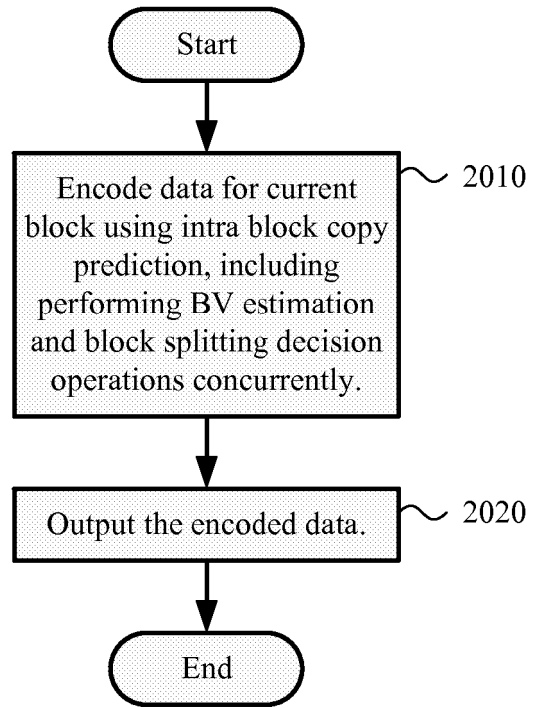 Start
Encode data for current
block using intra block copy
prediction, including
performing BV estimation
and block splitting decision
operations concurrently.
2010
Output the encoded data.
2020
End